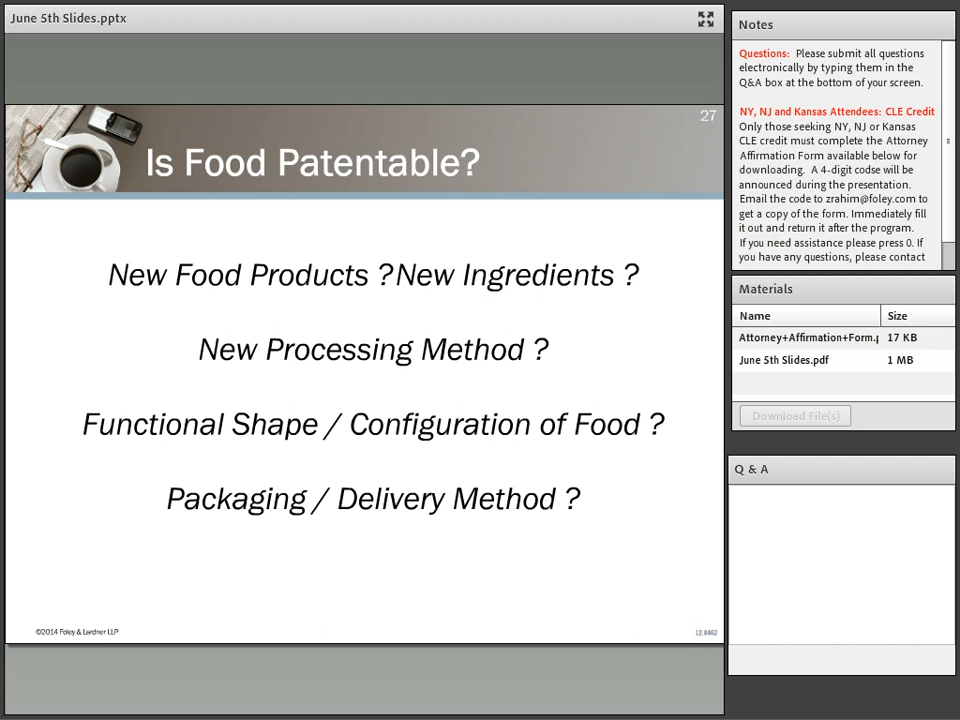 June 5th Slides.pptx
27
Is Food Patentable?
New Food Products ?New Ingredients ?
New Processing Method ?
Functional Shape / Configuration of Food ?
Packaging / Delivery Method ?
©2014 Foley & Lardner LLP
12.8462
Notes
Questions: Please submit all questions
electronically by typing them in the
Q&A box at the bottom of your screen.
NY, NJ and Kansas Attendees: CLE Credit
Only those seeking NY, NJ or Kansas
CLE credit must complete the Attorney
Affirmation Form available below for
downloading. A 4-digit codse will be
announced during the presentation.
Email the code to zrahim@foley.com to
get a copy of the form. Immediately fill
it out and return it after the program.
If you need assistance please press 0. If
you have any questions, please contact
Materials
Name Size
Attorney+Affirmation+Form.p 17 KB
June 5th Slides.pdf 1 MB
Download File(s)
Q & A